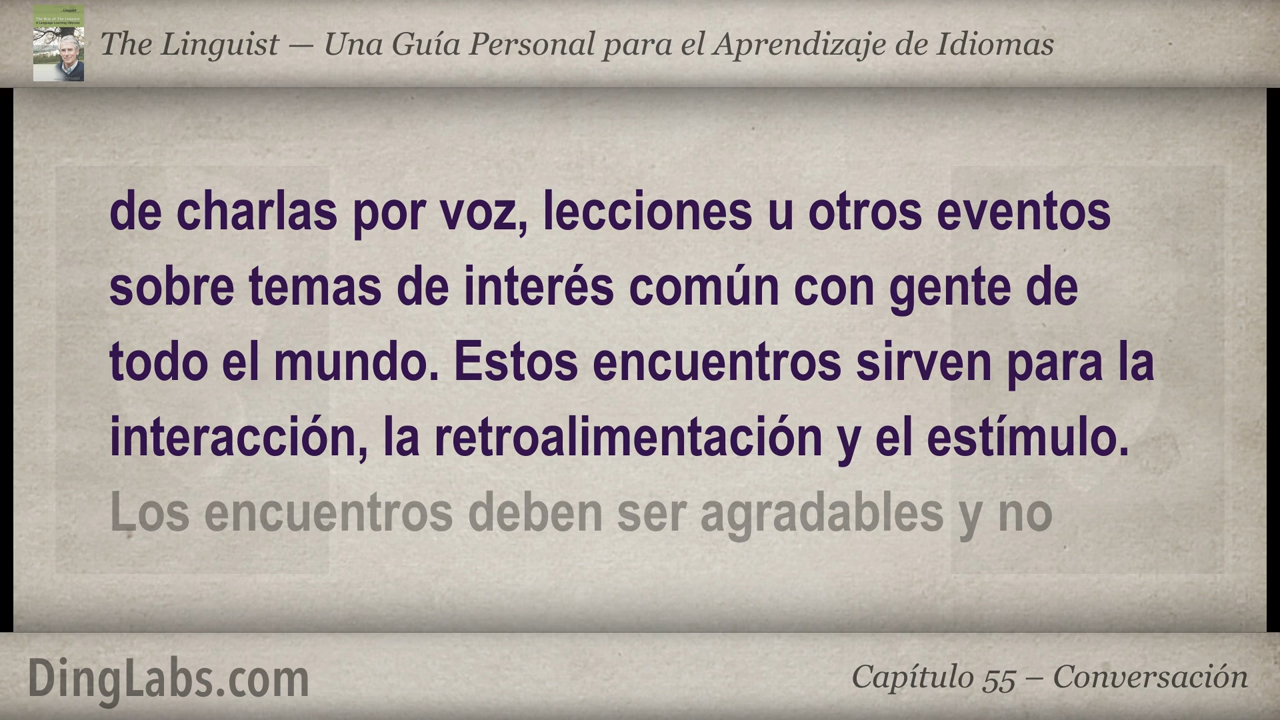 The Linguist — Una Guía Personal para el Aprendizaje de Idiomas
de charlas por voz, lecciones u otros eventos
sobre temas de interés común con gente de
todo el mundo. Estos encuentros sirven para la
interacción, la retroalimentación y el estímulo.
Los encuentros deben ser agradables y no
DingLabs.com
Capítulo 55 – Conversación